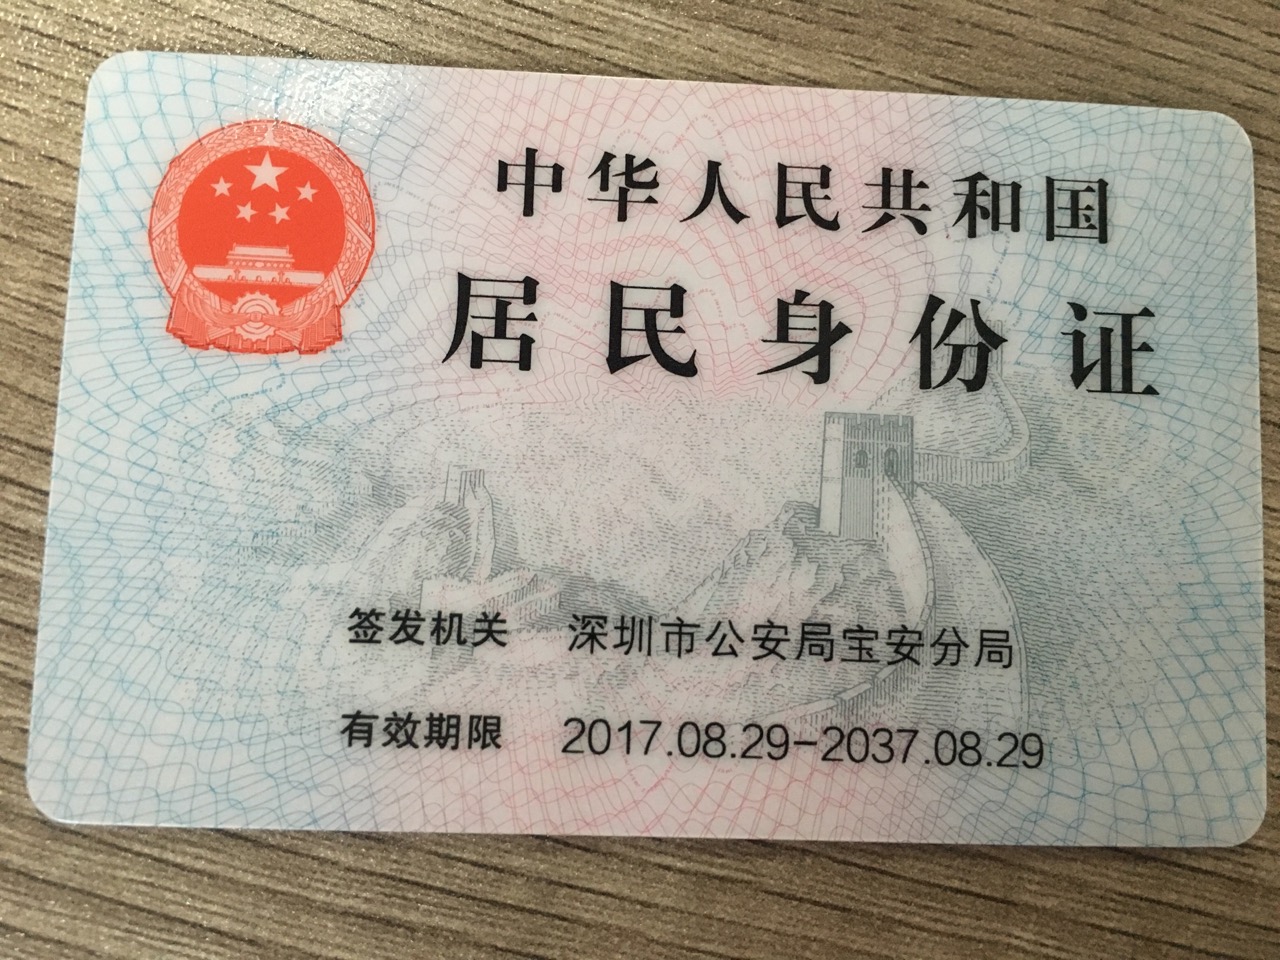 中华人民共和国
居民身份证
签发机关 深圳市公安局宝安分局
有效期限 2017.08.29-2037.08.29